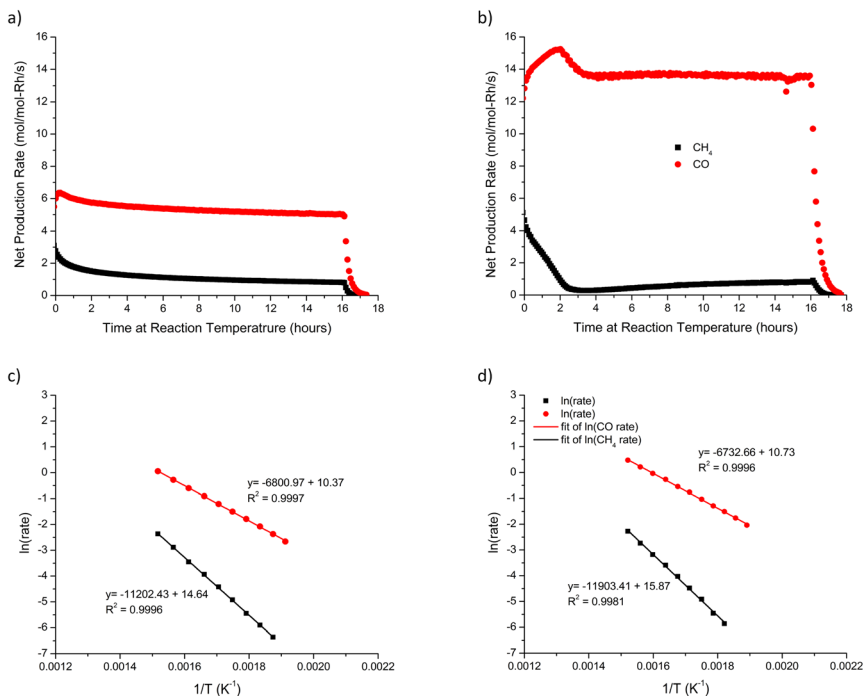 a)
16
14
12
10
8
6
4
2
0
0 2 4 6 8 10 12 14 16 18
Net Production Rate (mol/mol-Rh/s)
Time at Reaction Temperatrure (hours)
b)
16
14
12
10
8
6
4
2
0
0 2 4 6 8 10 12 14 16 18
Net Production Rate (mol/mol-Rh/s)
CH4
CO
Time at Reaction Temperature (hours)
c)
3
2
1
0
-1
-2
-3
-4
-5
-6
-7
0.0012 0.0014 0.0016 0.0018 0.0020 0.0022
ln(rate)
y= -6800.97 + 10.37
R2 = 0.9997
y= -11202.43 + 14.64
R2 = 0.9996
1/T (K-1)
d)
3
2
1
0
-1
-2
-3
-4
-5
-6
-7
0.0012 0.0014 0.0016 0.0018 0.0020 0.0022
ln(rate)
ln(rate)
ln(rate)
fit of ln(CO rate)
fit of ln(CH4 rate)
y= -6732.66 + 10.73
R2 = 0.9996
y= -11903.41 + 15.87
R2 = 0.9981
1/T (K-1)